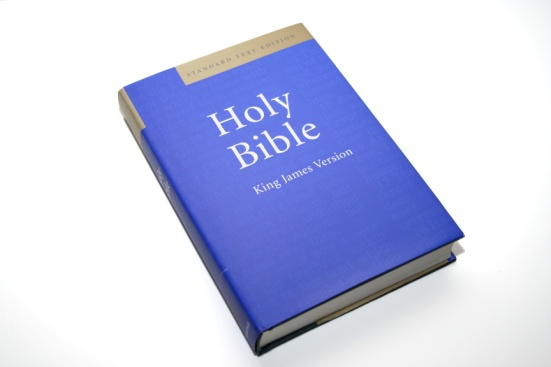 STANDARD TEXT EDITION
Holy
Bible
King James Version